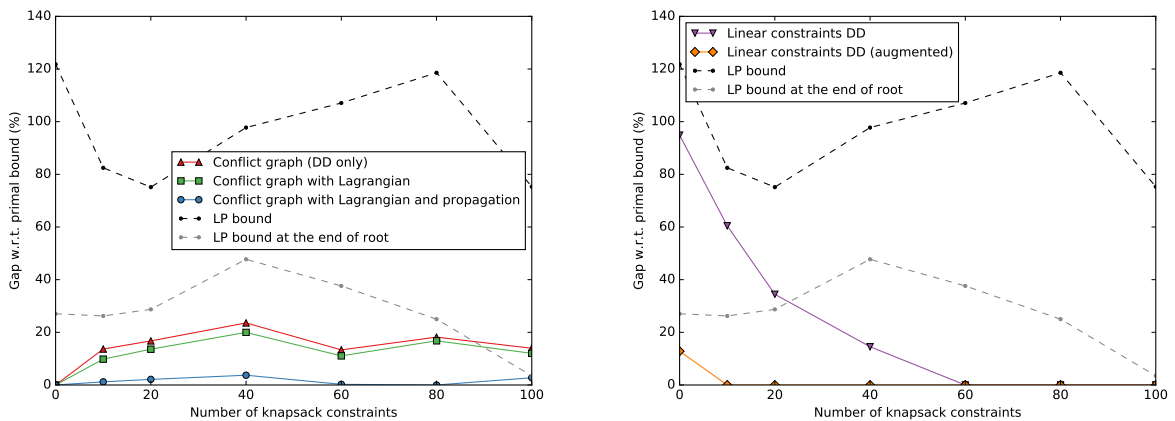 140
120
100
80
60
40
20
0
Gap w.r.t. primal bound (%)
Conflict graph (DD only)
Conflict graph with Lagrangian
Conflict graph with Lagrangian and propagation
LP bound
LP bound at the end of root
0 20 40 60 80 100
Number of knapsack constraints
140
120
100
80
60
40
20
0
Gap w.r.t. primal bound (%)
Linear constraints DD
Linear constraints DD (augmented)
LP bound
LP bound at the end of root
0 20 40 60 80 100
Number of knapsack constraints